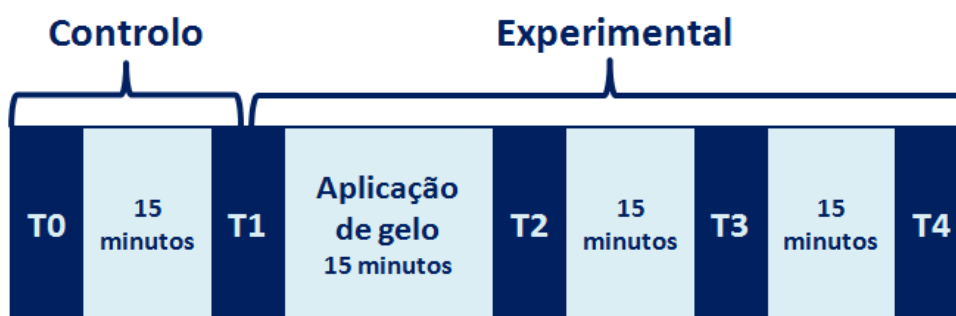 Controlo
Experimental
T0
15
minutos
T1
Aplicação
de gelo
15 minutos
T2
15
minutos
T3
15
minutos
T4